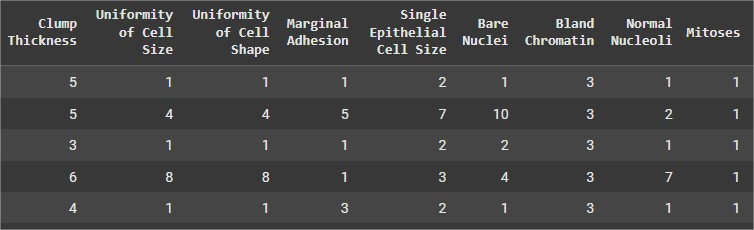 Clump Thickness Uniformity of Cell Size Uniformity of Cell Shape Marginal Adhesion Single Epithelial Cell Size Bare Nuclei Bland Chromatin Normal Nucleoli Mitoses
5 1 1 1 2 1 3 1 1
5 4 4 5 7 10 3 2 1
3 1 1 1 2 2 3 1 1
6 8 8 1 3 4 3 7 1
4 1 1 3 2 1 3 1 1